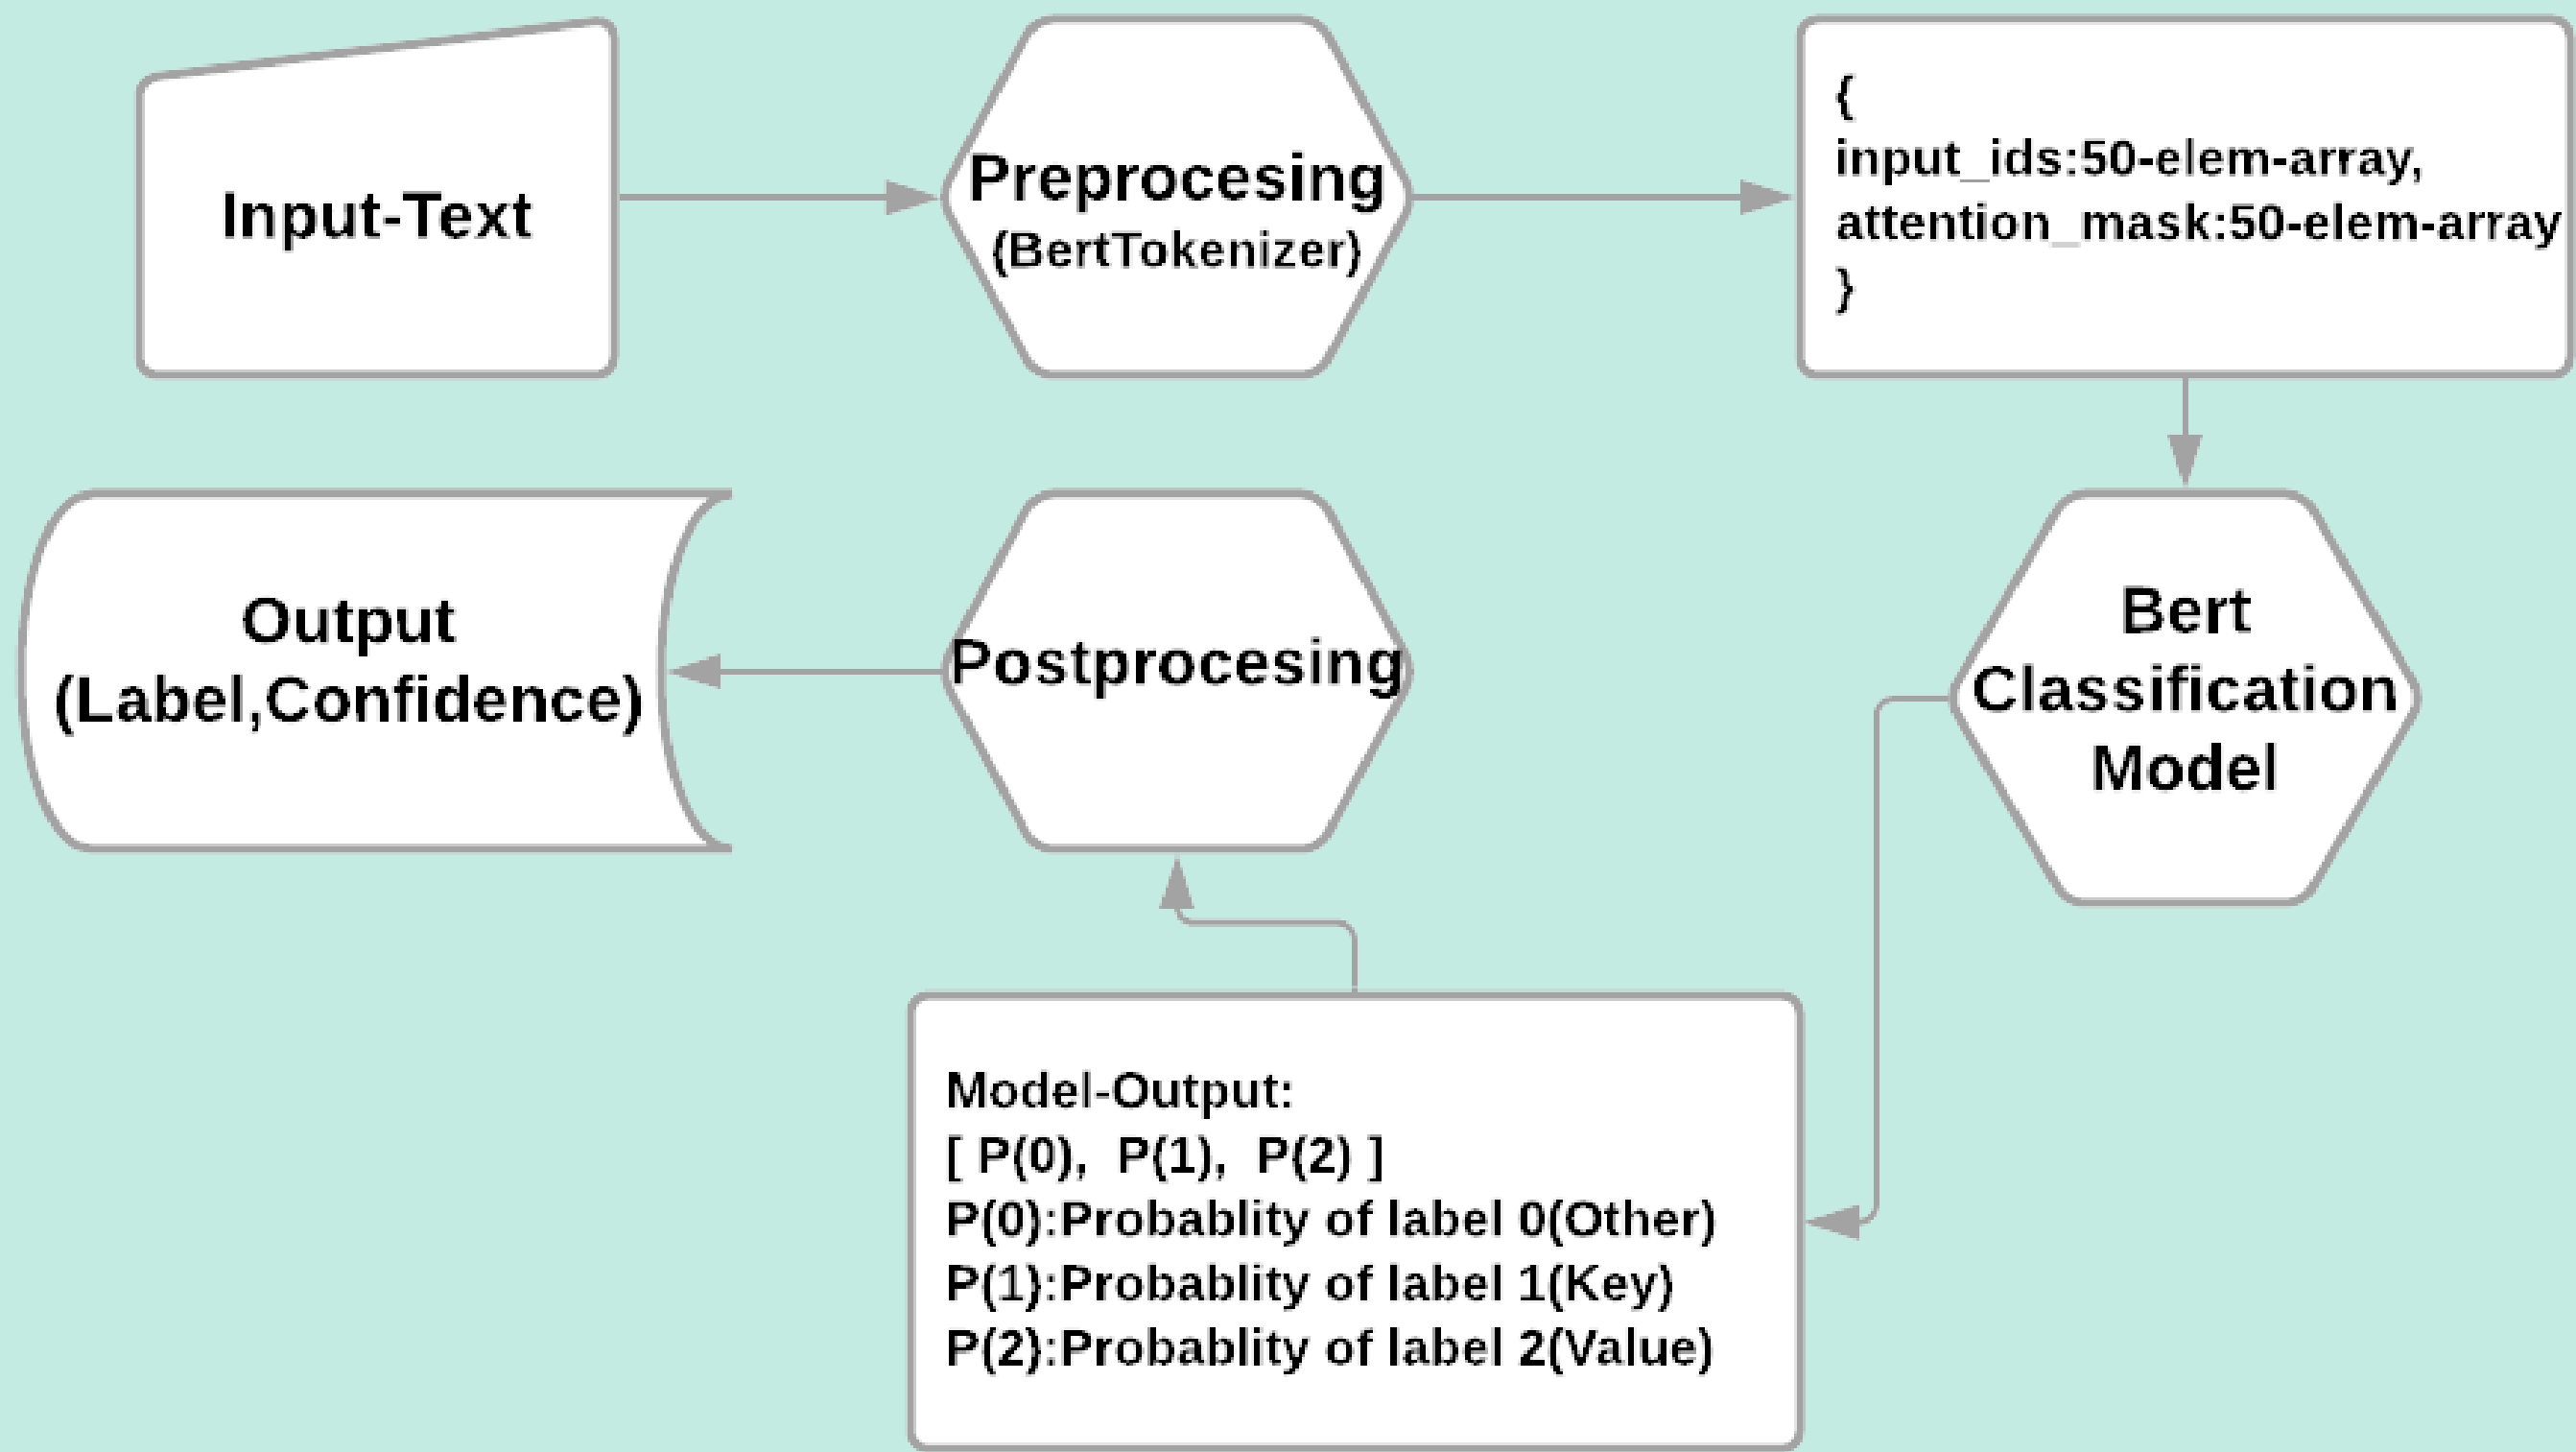 Input-Text
Preprocesing
(BertTokenizer)
{
input_ids:50-elem-array,
attention_mask:50-elem-array
}
Bert
Classification
Model
Model-Output:
[ P(0),  P(1),  P(2) ]
P(0):Probablity of label 0(Other)
P(1):Probablity of label 1(Key)
P(2):Probablity of label 2(Value)
Postprocesing
Output
(Label,Confidence)